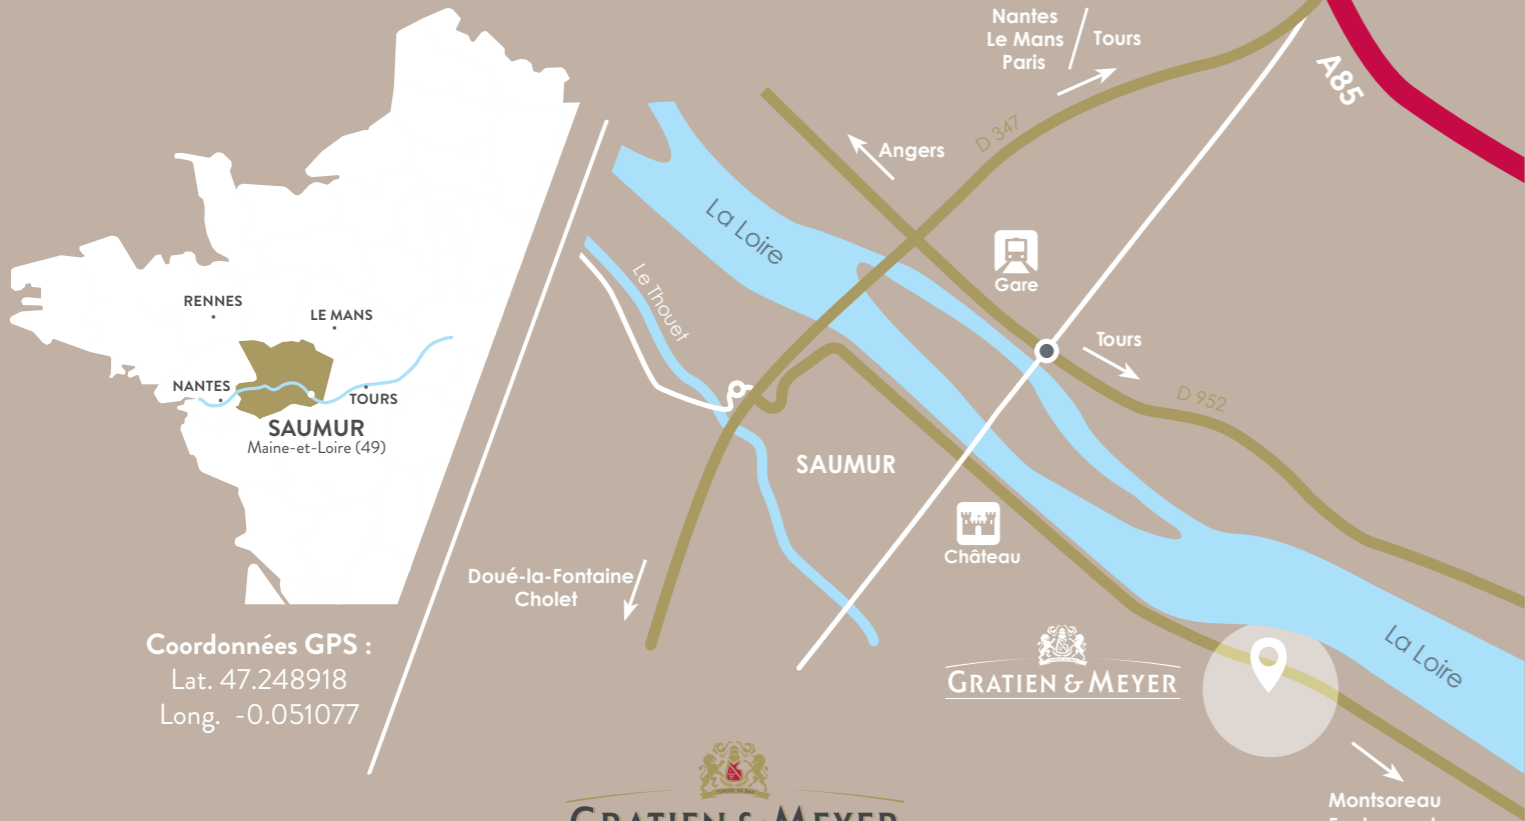 RENNES
LE MANS
NANTES
TOURS
SAUMUR
Maine-et-Loire (49)
Coordonnées GPS :
Lat. 47.248918
Long. -0.051077
Nantes
Le Mans
Paris
Tours
A85
D 347
Angers
La Loire
Gare
Le Thouet
Tours
D 952
SAUMUR
Château
Doué-la-Fontaine
Cholet
GRATIEN & MEYER
La Loire
Montsoreau
GRATIEN & MEYER